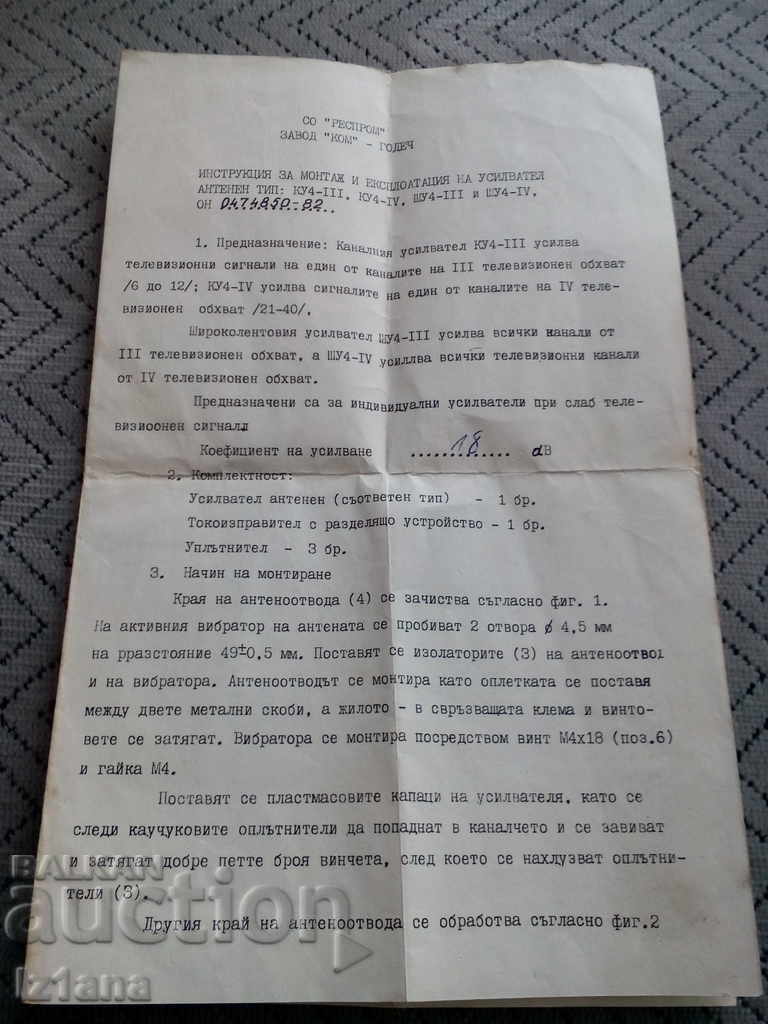 СО "РЕСПРОМ"
ЗАВОД "КОМ" - ГОДЕЧ
ИНСТРУКЦИЯ ЗА МОНТАЖ И ЕКСПЛОАТАЦИЯ НА УСИЛВАТЕЛ
АНТЕНЕН ТИП: КУ4-III, КУ4-IV, ШУ4-III И ШУ4-IV.
ОН 0474850-82..
1. Предназначение: Каналния усилвател КУ4-III усилва
телевизионни сигнали на един от каналите на III телевизионен обхват
/6 до 12/; КУ4-IV усилва сигналите на един от каналите на IV теле-
визионен обхват /21-40/.
Широколентовия усилвател ШУ4-III усилва всички канали от
III телевизионен обхват, а ШУ4-IV усиллва всички телевизионни канали
от IV телевизионен обхват.
Предназначени са за индивидуални усилватели при слаб теле-
визиоонен сигнал
Коефициент на усилване ....18...... dB
2. Комплектност:
Усилвател антенен (съответен тип) - 1 бр.
Токоизправител с разделящо устройство - 1 бр.
Уплътнител - 3 бр.
3. Начин на монтиране
Края на антеноотвода (4) се зачиства съгласно фиг. 1.
На активния вибратор на антената се пробиват 2 отвора ø 4,5 мм
на рразстояние 49±0,5 мм. Поставят се изолаторите (3) на антеноотвод
и на вибратора. Антеноотводът се монтира като оплетката се поставя
между двете метални скоби, а жилото - в свръзващата клема и винто-
вете се затягат. Вибратора се монтира посредством винт М4х18 (поз.6)
и гайка М4.
Поставят се пластмасовите капаци на усилвателя, като се
следи каучуковите оплътнители да попаднат в каналчето и се завиват
и затягат добре петте броя винчета, след което се нахлузват оплътни-
тели (3).
Другия край на антеноотвода се обработва съгласно фиг.2
BALKAN
auction
Iz1ana